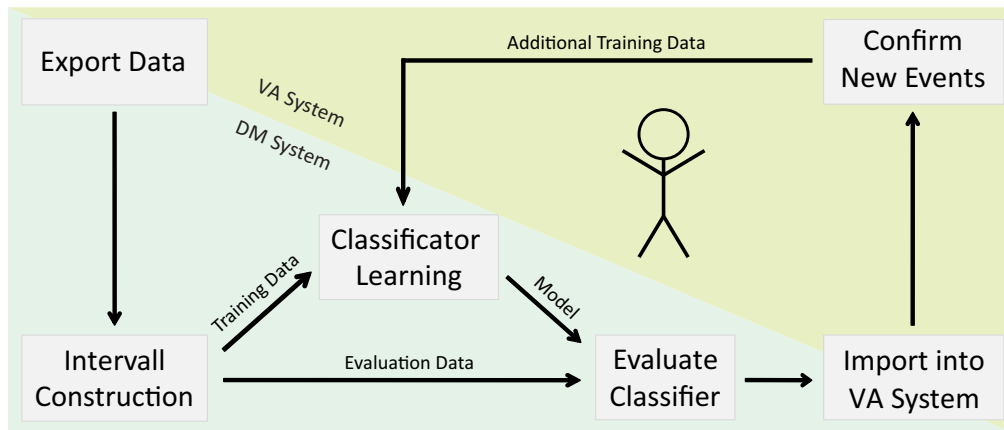 Export Data
VA System
DM System
Additional Training Data
Confirm
New Events
Classificator
Learning
Training Data
Model
Intervall
Construction
Evaluation Data
Evaluate
Classifier
Import into
VA System